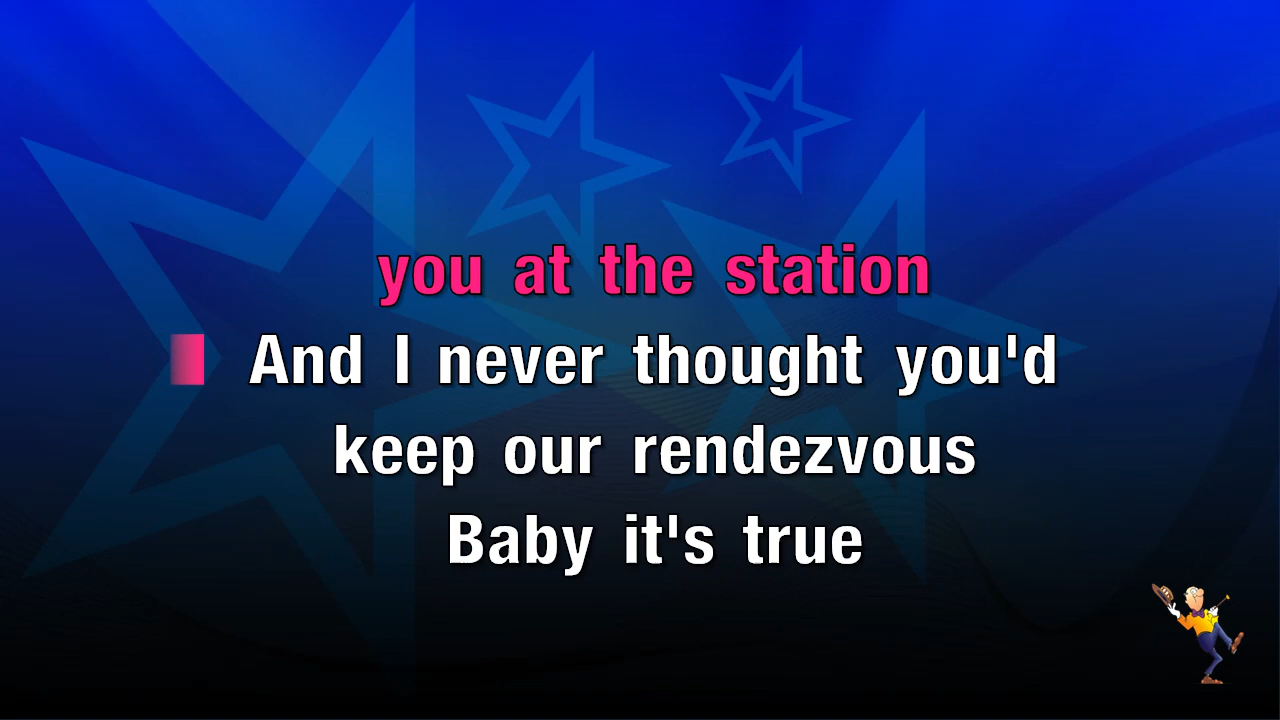 you at the station
And I never thought you'd
keep our rendezvous
Baby it's true